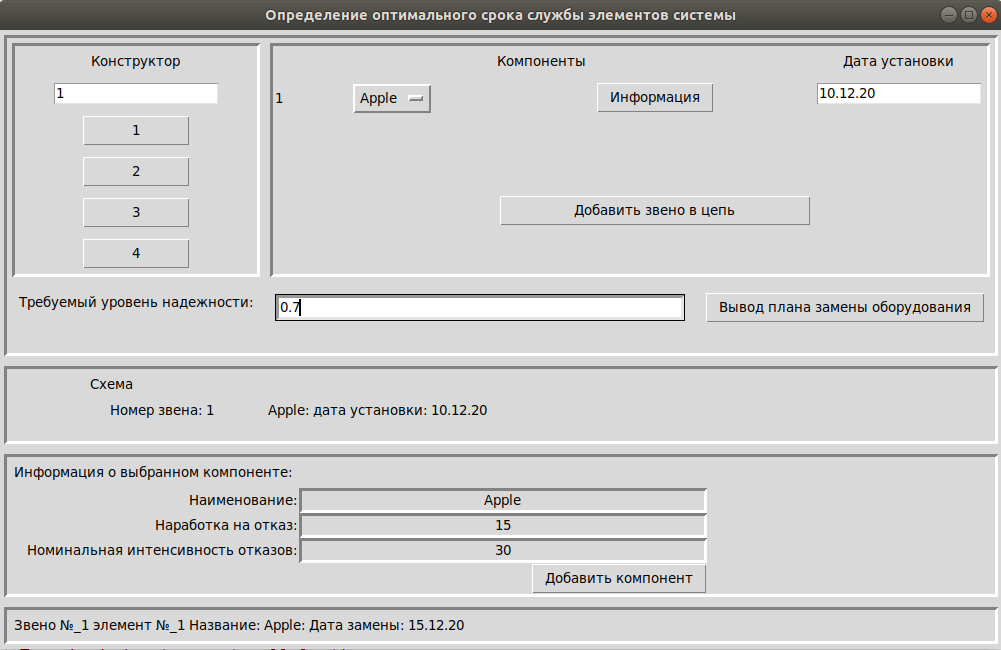 Определение оптимального срока службы элементов системы
Конструктор
1
1
2
3
4
Компоненты
Дата установки
1
Apple
Информация
10.12.20
Добавить звено в цепь
Требуемый уровень надежности:
0.7
Вывод плана замены оборудования
Схема
Номер звена: 1
Apple: дата установки: 10.12.20
Информация о выбранном компоненте:
Наименование:
Apple
Наработка на отказ:
15
Номинальная интенсивность отказов:
30
Добавить компонент
Звено №_1 элемент №_1 Название: Apple: Дата замены: 15.12.20